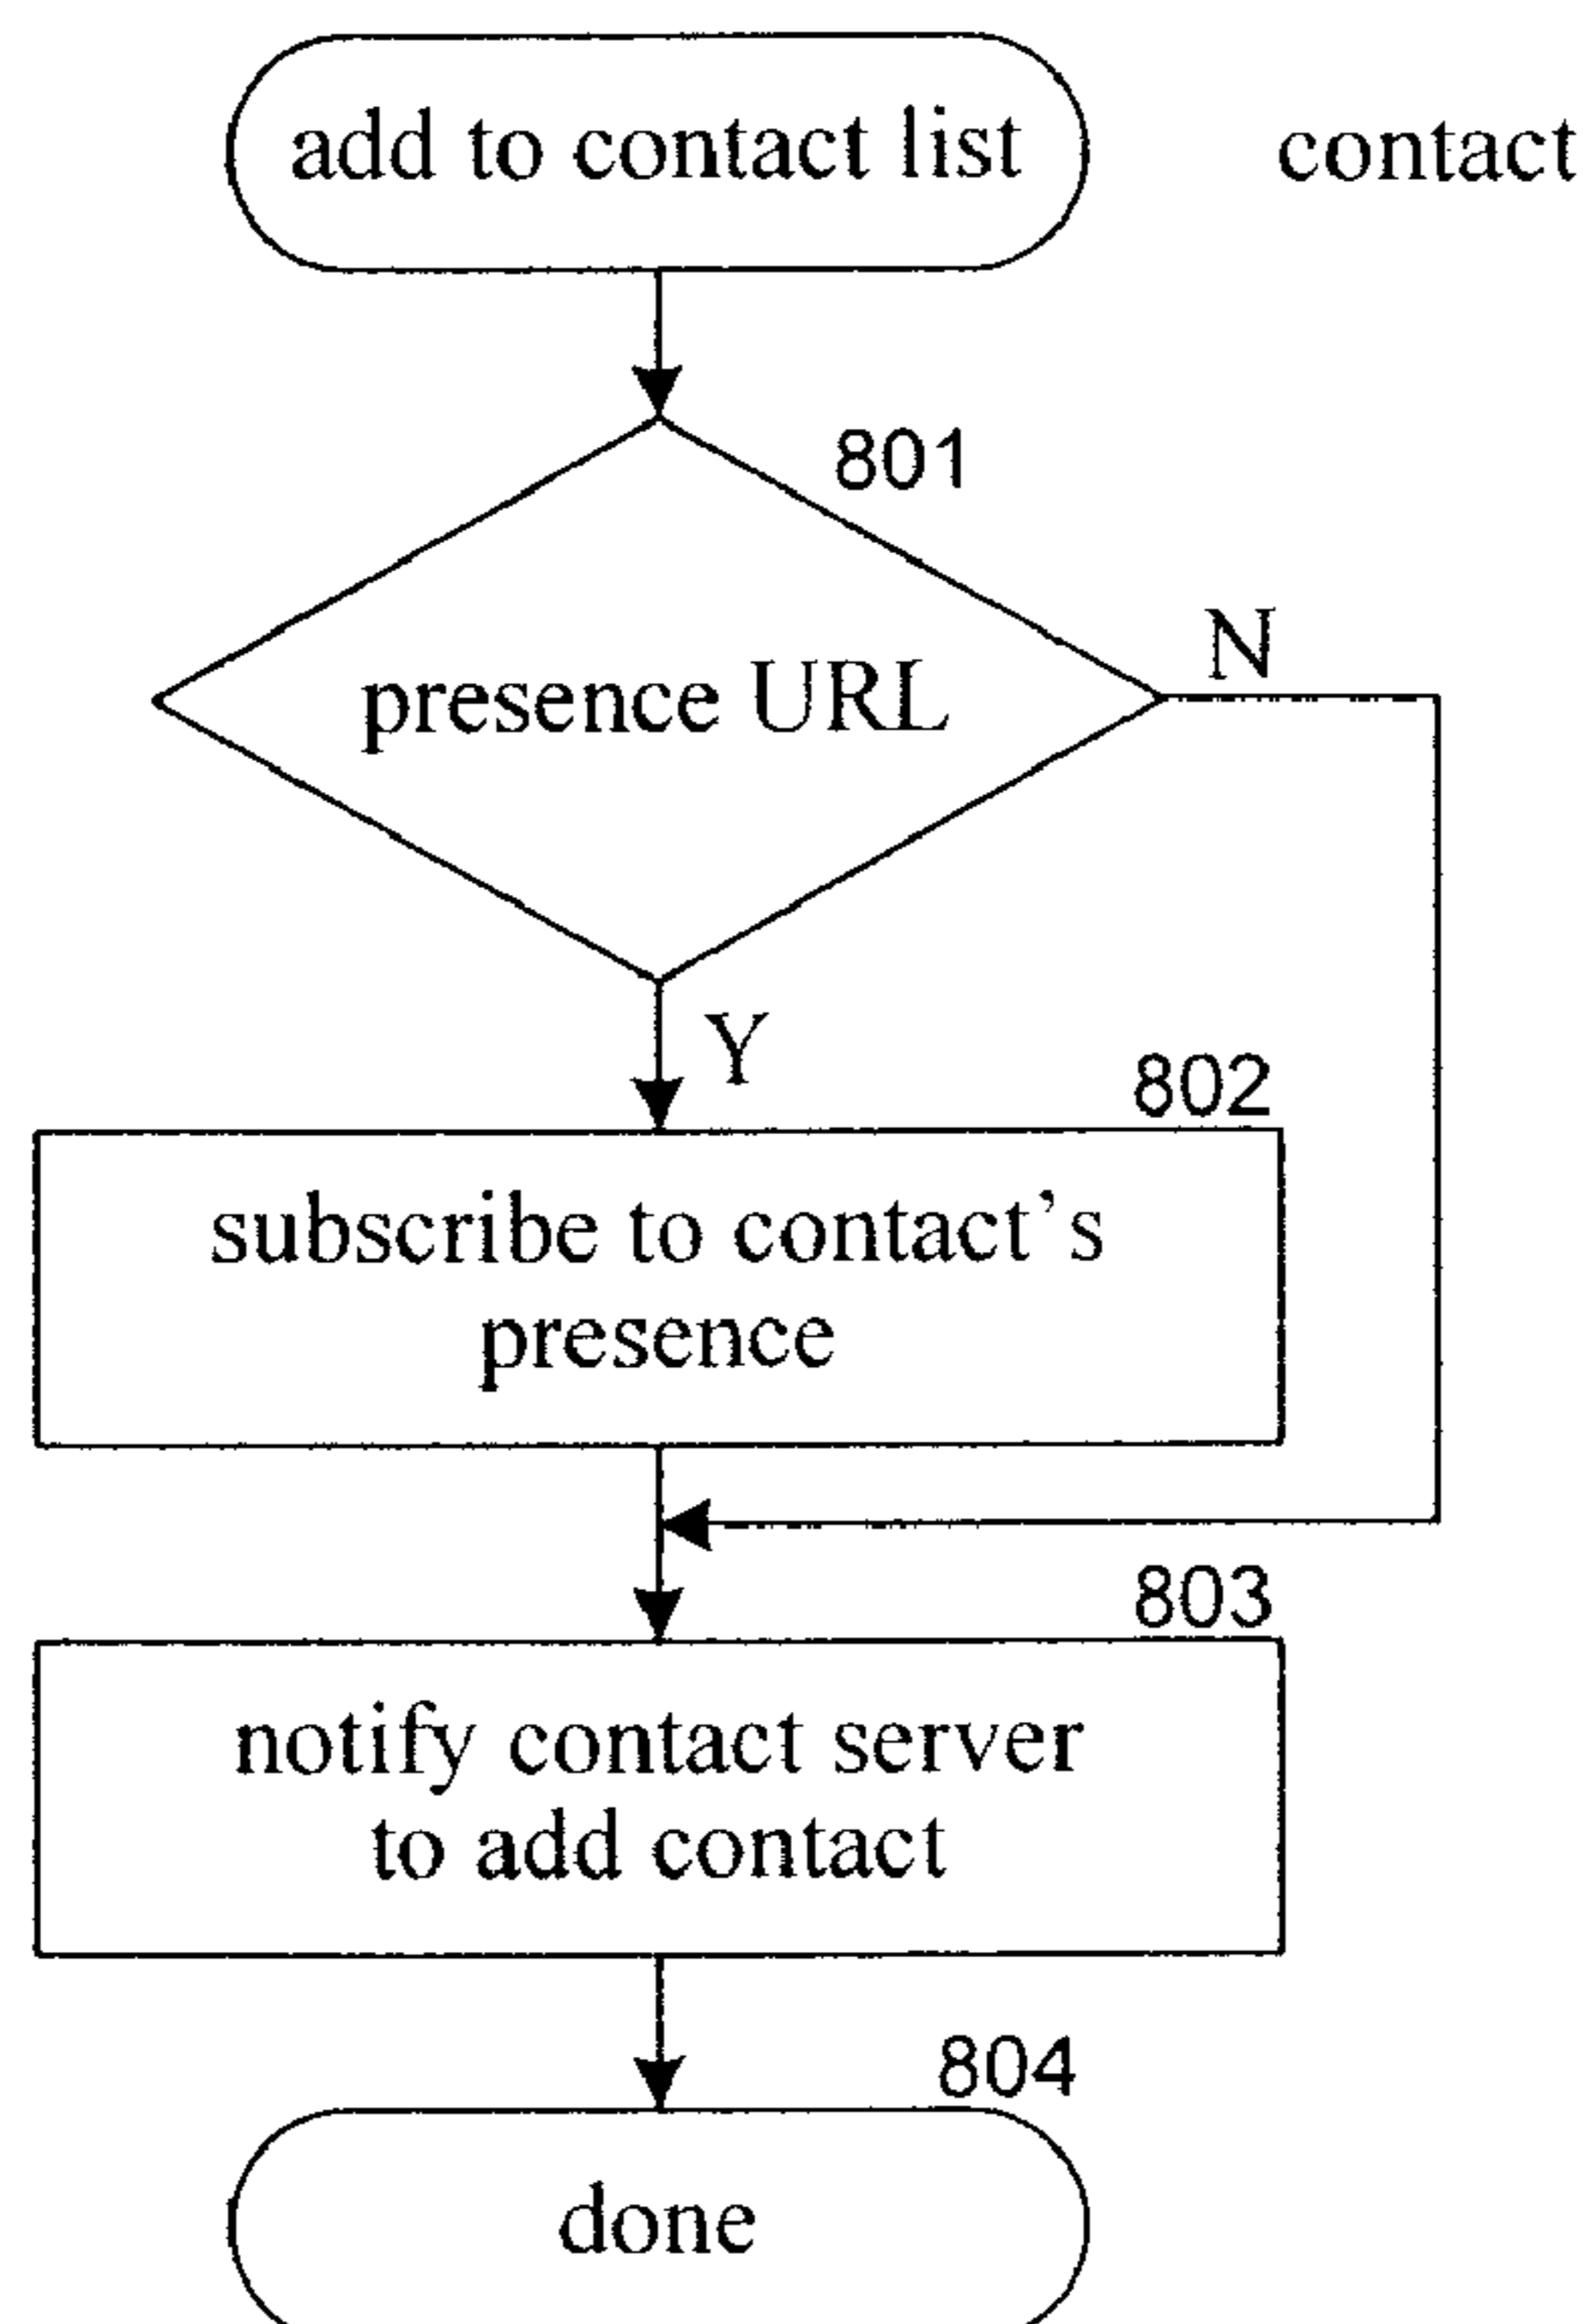 add to contact list
contact
801
presence URL
N
Y
802
subscribe to contact's
presence
803
notify contact server
to add contact
804
done